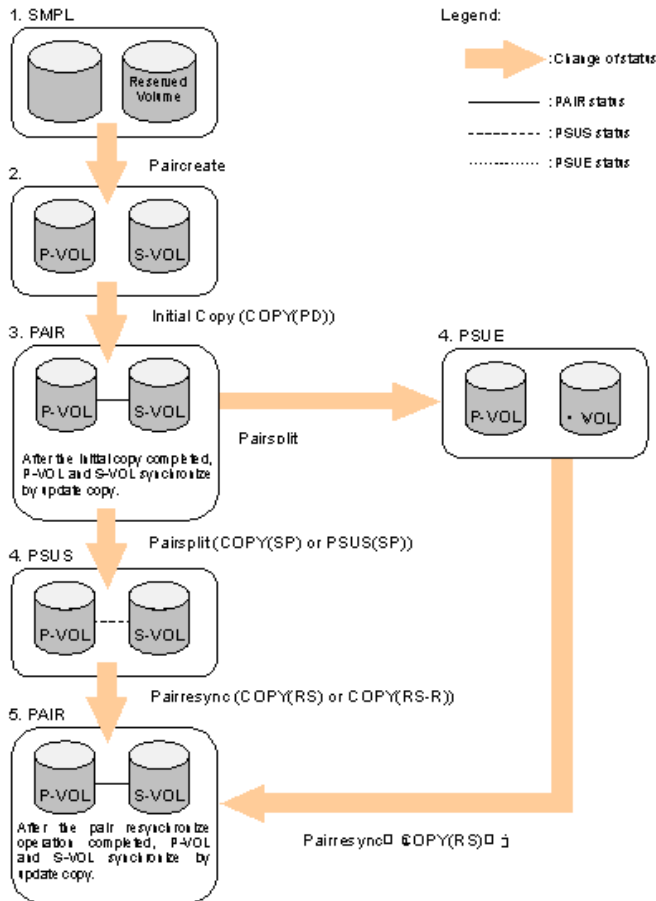 1. SMPL
Reserved
Volume
Legend:
:Change of status
:PAIR status
:PSUS status
:PSUE status
Paircreate
2.
P-VOL
S-VOL
Initial Copy (COPY(PD))
3. PAIR
P-VOL
S-VOL
After the initial copy completed,
P-VOL and S-VOL synchronize
by update copy.
Pairsplit
4. PSUE
P-VOL
VOL
Pairsplit (COPY(SP) or PSUS(SP))
4. PSUS
P-VOL
S-VOL
Pairresync (COPY(RS) or COPY(RS-R))
5. PAIR
P-VOL
S-VOL
After the pair resynchronize
operation completed, P-VOL
and S-VOL synchronize by
update copy.
Pairresync COPY(RS)